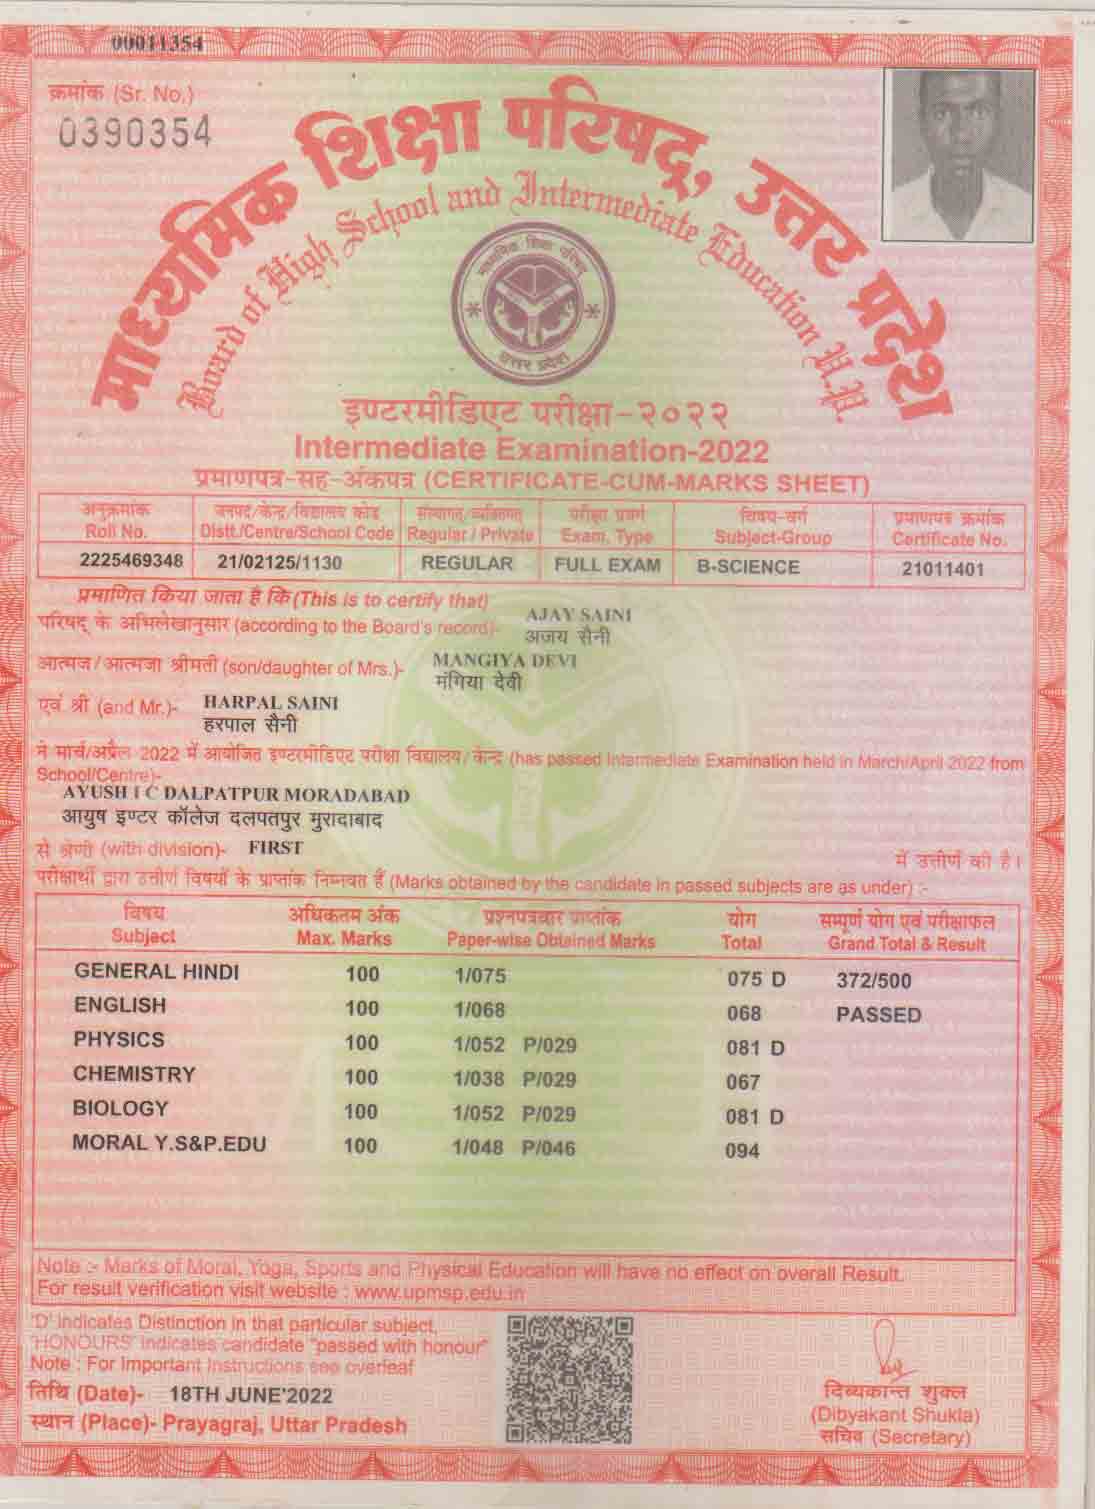 00011354
क्रमांक (Sr. No.)
0390354
माध्यमिक शिक्षा परिषद्, उत्तर प्रदेश
Board of High School and Intermediate Education U.P.
माध्यमिक शिक्षा परिषद्
उत्तर प्रदेश
इण्टरमीडिएट परीक्षा-२०२२
Intermediate Examination-2022
प्रमाणपत्र-सह-अंकपत्र (CERTIFICATE-CUM-MARKS SHEET)
अनुक्रमांक जनपद/केन्द्र/विद्यालय कोड संस्थागत/व्यक्तिगत परीक्षा प्रवर्ग विषय-वर्ग प्रमाणपत्र क्रमांक
Roll No. Distt./Centre/School Code Regular / Private Exam. Type Subject-Group Certificate No.
2225469348 21/02125/1130 REGULAR FULL EXAM B-SCIENCE 21011401
प्रमाणित किया जाता है कि (This is to certify that)
AJAY SAINI
परिषद् के अभिलेखानुसार (according to the Board's record)- अजय सैनी
MANGIYA DEVI
आत्मज/आत्मजा श्रीमती (son/daughter of Mrs.)- मंगिया देवी
एवं श्री (and Mr.)- HARPAL SAINI
हरपाल सैनी
ने मार्च/अप्रैल 2022 में आयोजित इण्टरमीडिएट परीक्षा विद्यालय/केन्द्र (has passed Intermediate Examination held in March/April 2022 from
School/Centre)-
AYUSH I C DALPATPUR MORADABAD
आयुष इण्टर कॉलेज दलपतपुर मुरादाबाद
से श्रेणी (with division)- FIRST में उत्तीर्ण की है।
परीक्षार्थी द्वारा उत्तीर्ण विषयों के प्राप्तांक निम्नवत हैं (Marks obtained by the candidate in passed subjects are as under) :-
विषय अधिकतम अंक प्रश्नपत्रवार प्राप्तांक योग सम्पूर्ण योग एवं परीक्षाफल
Subject Max. Marks Paper-wise Obtained Marks Total Grand Total & Result
GENERAL HINDI 100 1/075 075 D 372/500
ENGLISH 100 1/068 068 PASSED
PHYSICS 100 1/052 P/029 081 D
CHEMISTRY 100 1/038 P/029 067
BIOLOGY 100 1/052 P/029 081 D
MORAL Y.S&P.EDU 100 1/048 P/046 094
Note :- Marks of Moral, Yoga, Sports and Physical Education will have no effect on overall Result.
For result verification visit website : www.upmsp.edu.in
'D' Indicates Distinction in that particular subject,
'HONOURS' Indicates candidate "passed with honour"
Note : For Important Instructions see overleaf
तिथि (Date)- 18TH JUNE'2022
स्थान (Place)- Prayagraj, Uttar Pradesh
दिव्यकान्त शुक्ल
(Dibyakant Shukla)
सचिव (Secretary)